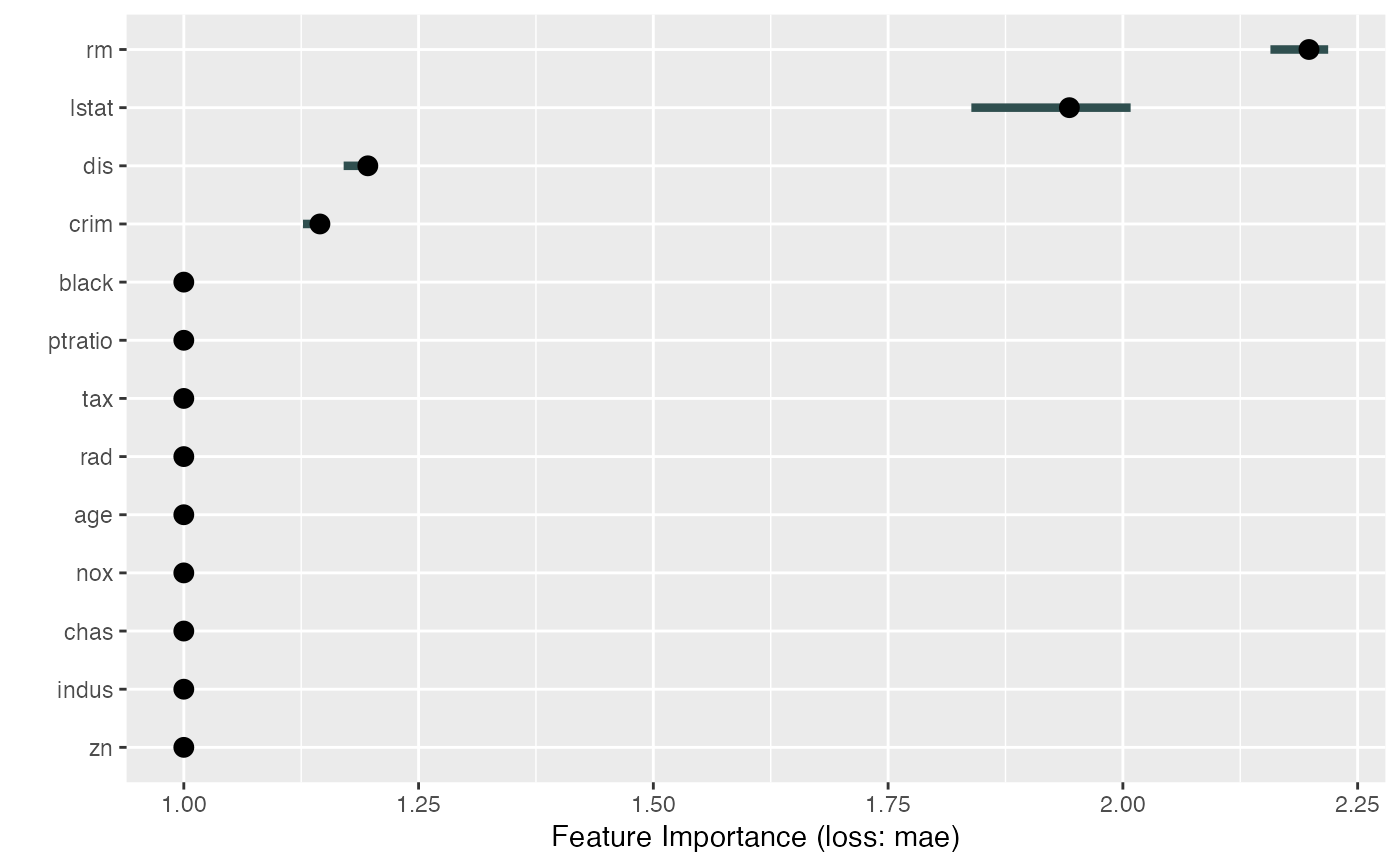 rm
lstat
dis
crim
black
ptratio
tax
rad
age
nox
chas
indus
zn
1.00 1.25 1.50 1.75 2.00 2.25
Feature Importance (loss: mae)